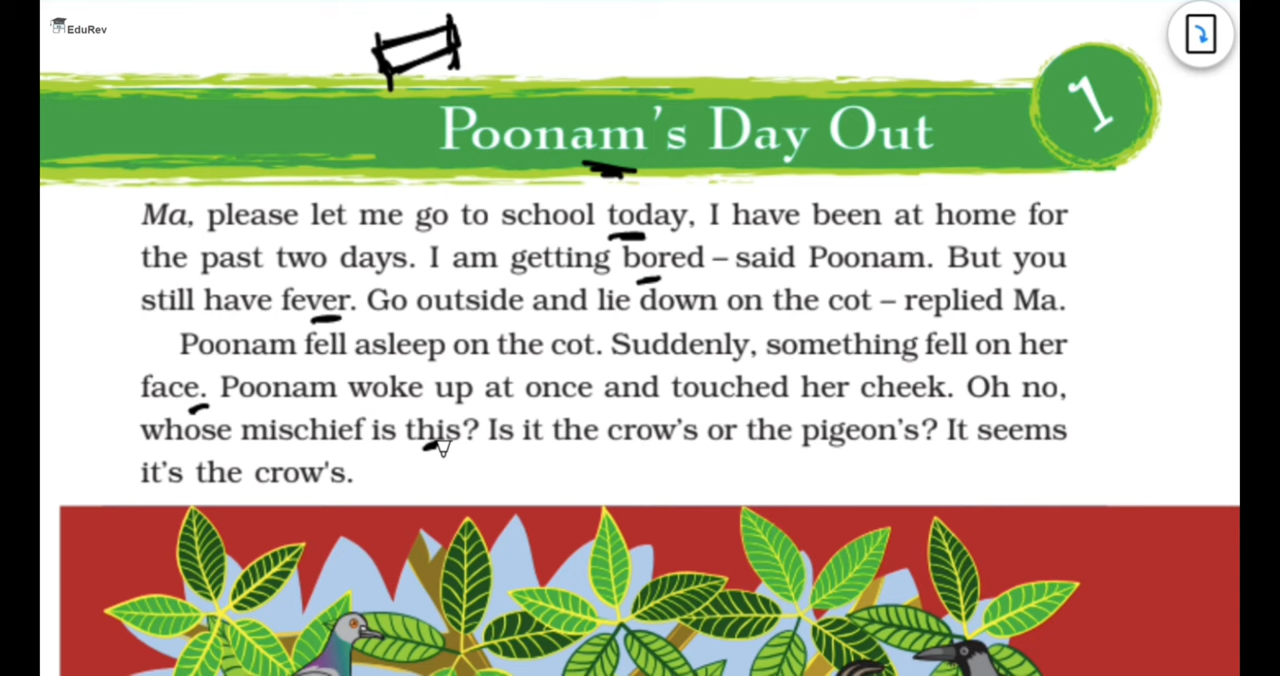 EduRev
1
Poonam's Day Out
Ma, please let me go to school today, I have been at home for
the past two days. I am getting bored – said Poonam. But you
still have fever. Go outside and lie down on the cot – replied Ma.
Poonam fell asleep on the cot. Suddenly, something fell on her
face. Poonam woke up at once and touched her cheek. Oh no,
whose mischief is this? Is it the crow's or the pigeon's? It seems
it's the crow's.